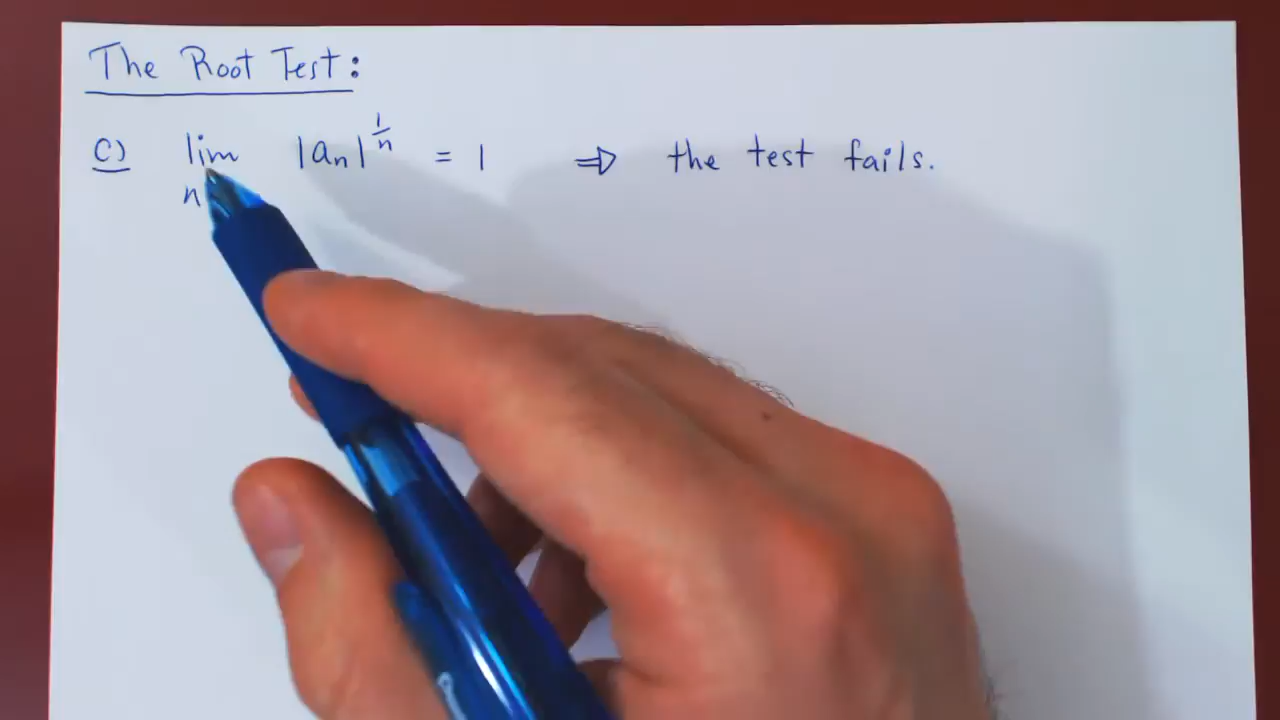 The Root Test:
c) lim |an|^1/n = 1 ⇒ the test fails.
n